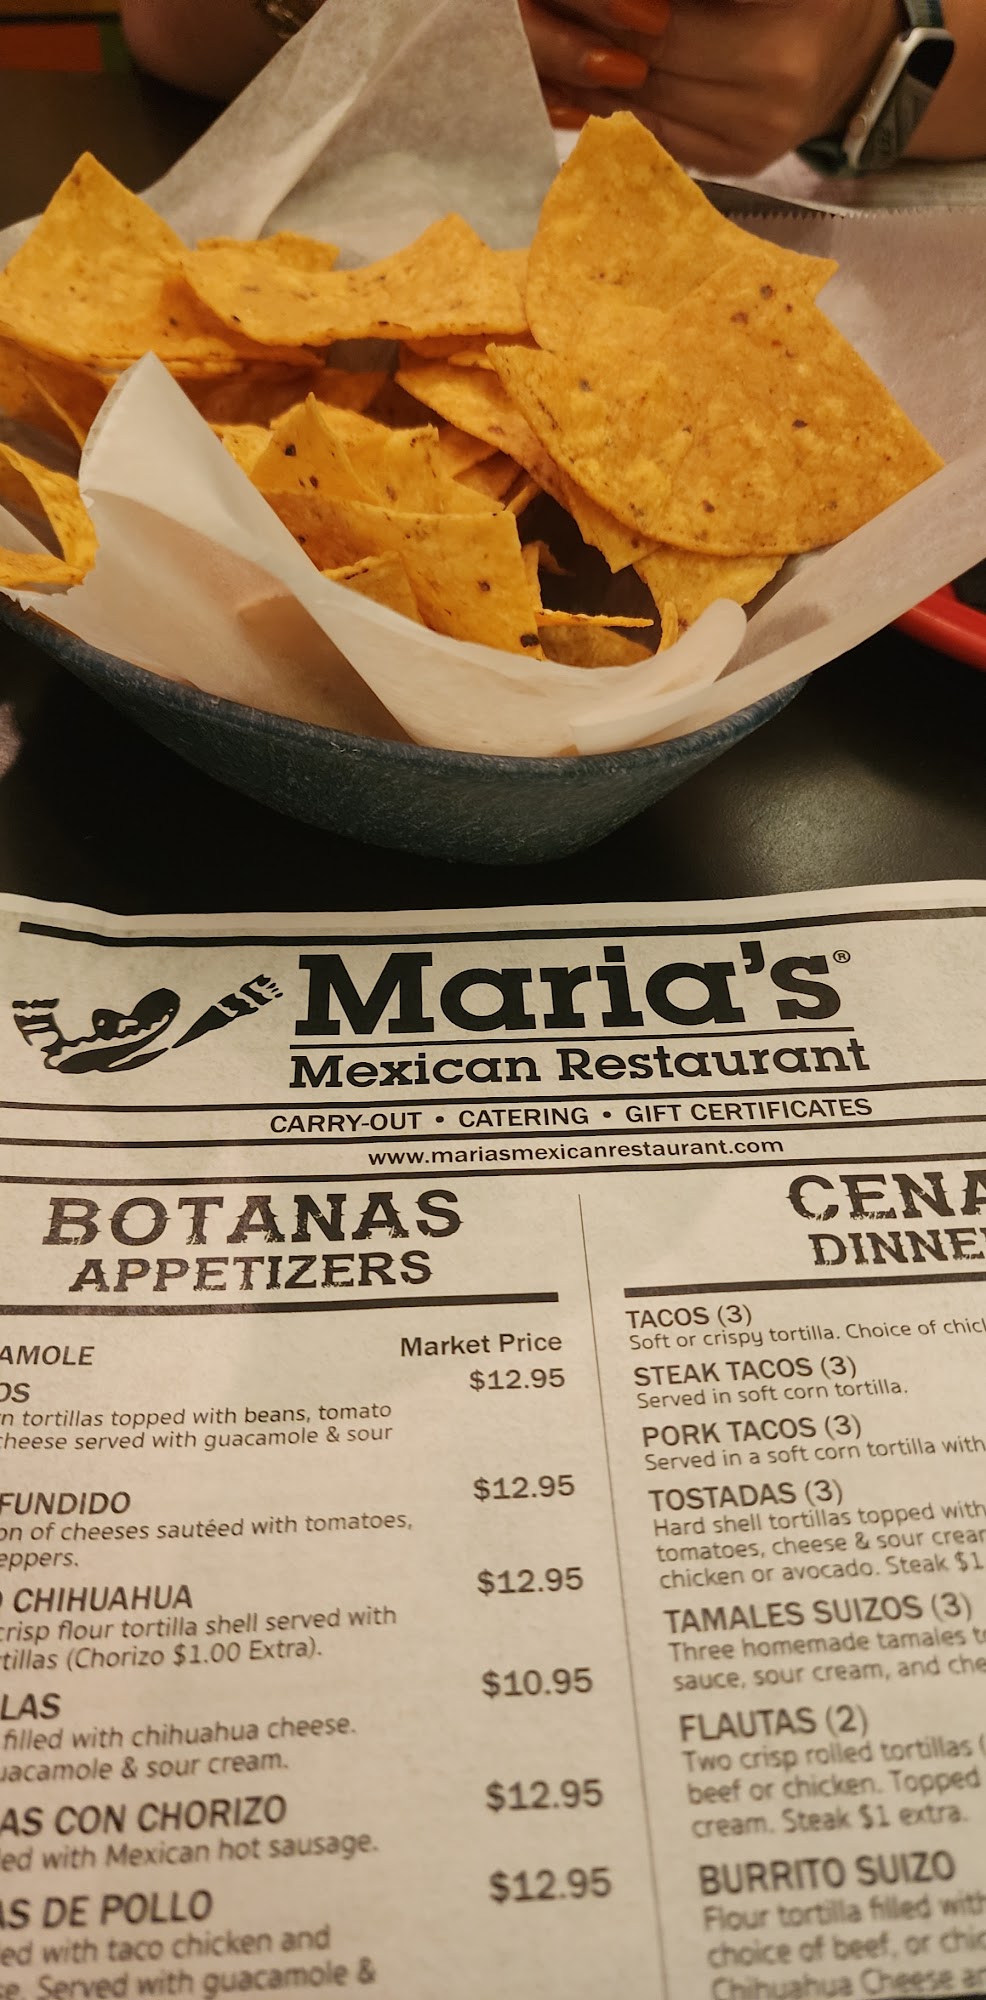 Maria's®
Mexican Restaurant
CARRY-OUT • CATERING • GIFT CERTIFICATES
www.mariasmexicanrestaurant.com
BOTANAS
APPETIZERS
AMOLE Market Price
OS $12.95
n tortillas topped with beans, tomato
cheese served with guacamole & sour
FUNDIDO $12.95
on of cheeses sautéed with tomatoes,
eppers.
O CHIHUAHUA $12.95
crisp flour tortilla shell served with
rtillas (Chorizo $1.00 Extra).
LAS $10.95
filled with chihuahua cheese.
uacamole & sour cream.
AS CON CHORIZO $12.95
led with Mexican hot sausage.
AS DE POLLO $12.95
ed with taco chicken and
se. Served with guacamole &
CENA
DINNE
TACOS (3)
Soft or crispy tortilla. Choice of chic
STEAK TACOS (3)
Served in soft corn tortilla.
PORK TACOS (3)
Served in a soft corn tortilla with
TOSTADAS (3)
Hard shell tortillas topped with
tomatoes, cheese & sour crear
chicken or avocado. Steak $1
TAMALES SUIZOS (3)
Three homemade tamales to
sauce, sour cream, and che
FLAUTAS (2)
Two crisp rolled tortillas (
beef or chicken. Topped
cream. Steak $1 extra.
BURRITO SUIZO
Flour tortilla filled with
choice of beef, or chic
Chihuahua Cheese an